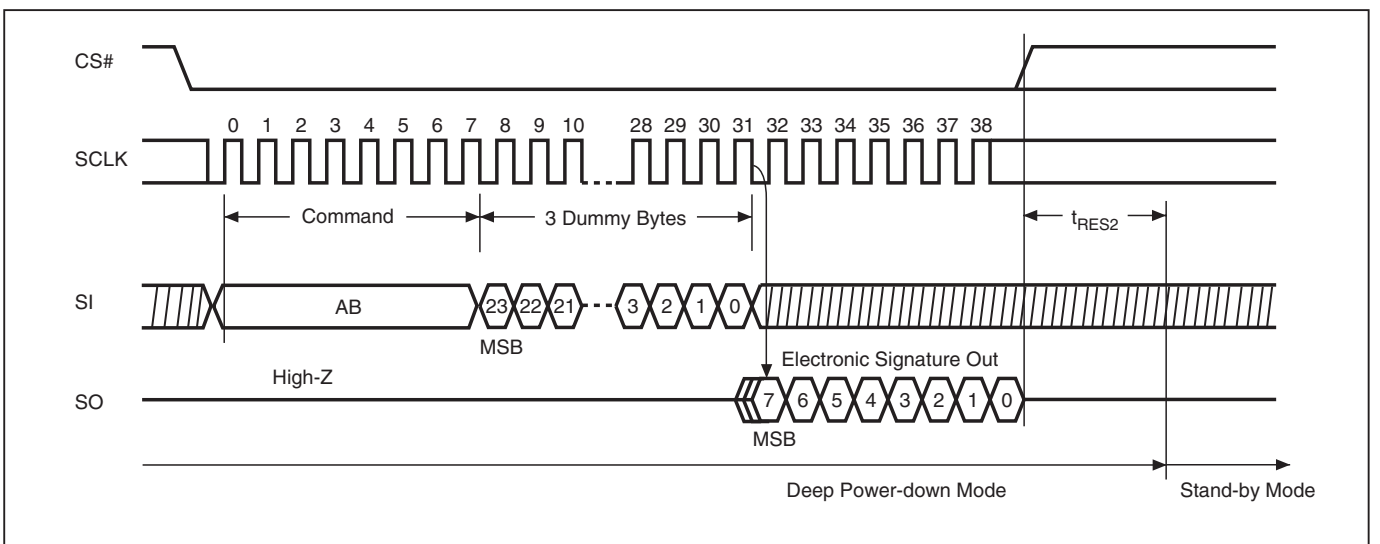 CS#
0 1 2 3 4 5 6 7 8 9 10 28 29 30 31 32 33 34 35 36 37 38
SCLK
Command 3 Dummy Bytes tRES2
SI AB 23 22 21 3 2 1 0
MSB
Electronic Signature Out
High-Z
SO 7 6 5 4 3 2 1 0
MSB
Deep Power-down Mode Stand-by Mode